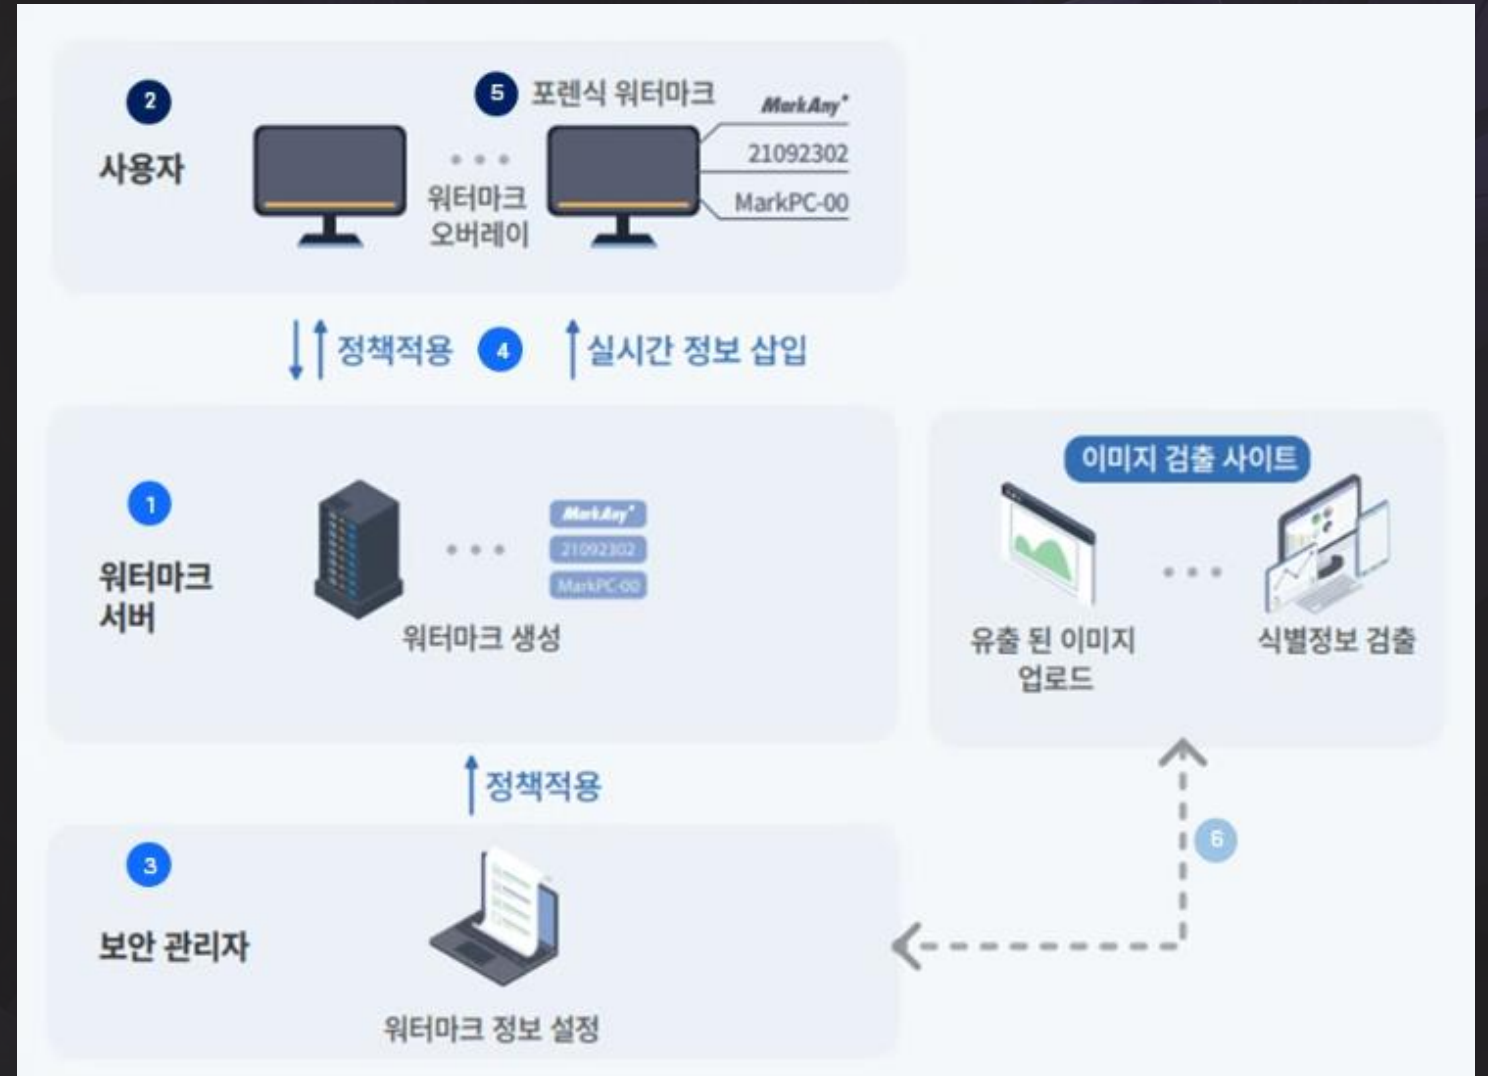 2
사용자
5 포렌식 워터마크
MarkAny
21092302
MarkPC-00
워터마크
오버레이
정책적용 4 실시간 정보 삽입
1
워터마크
서버
MarkAny
21092302
MarkPC-00
워터마크 생성
이미지 검출 사이트
유출 된 이미지
업로드
식별정보 검출
정책적용
6
3
보안 관리자
워터마크 정보 설정